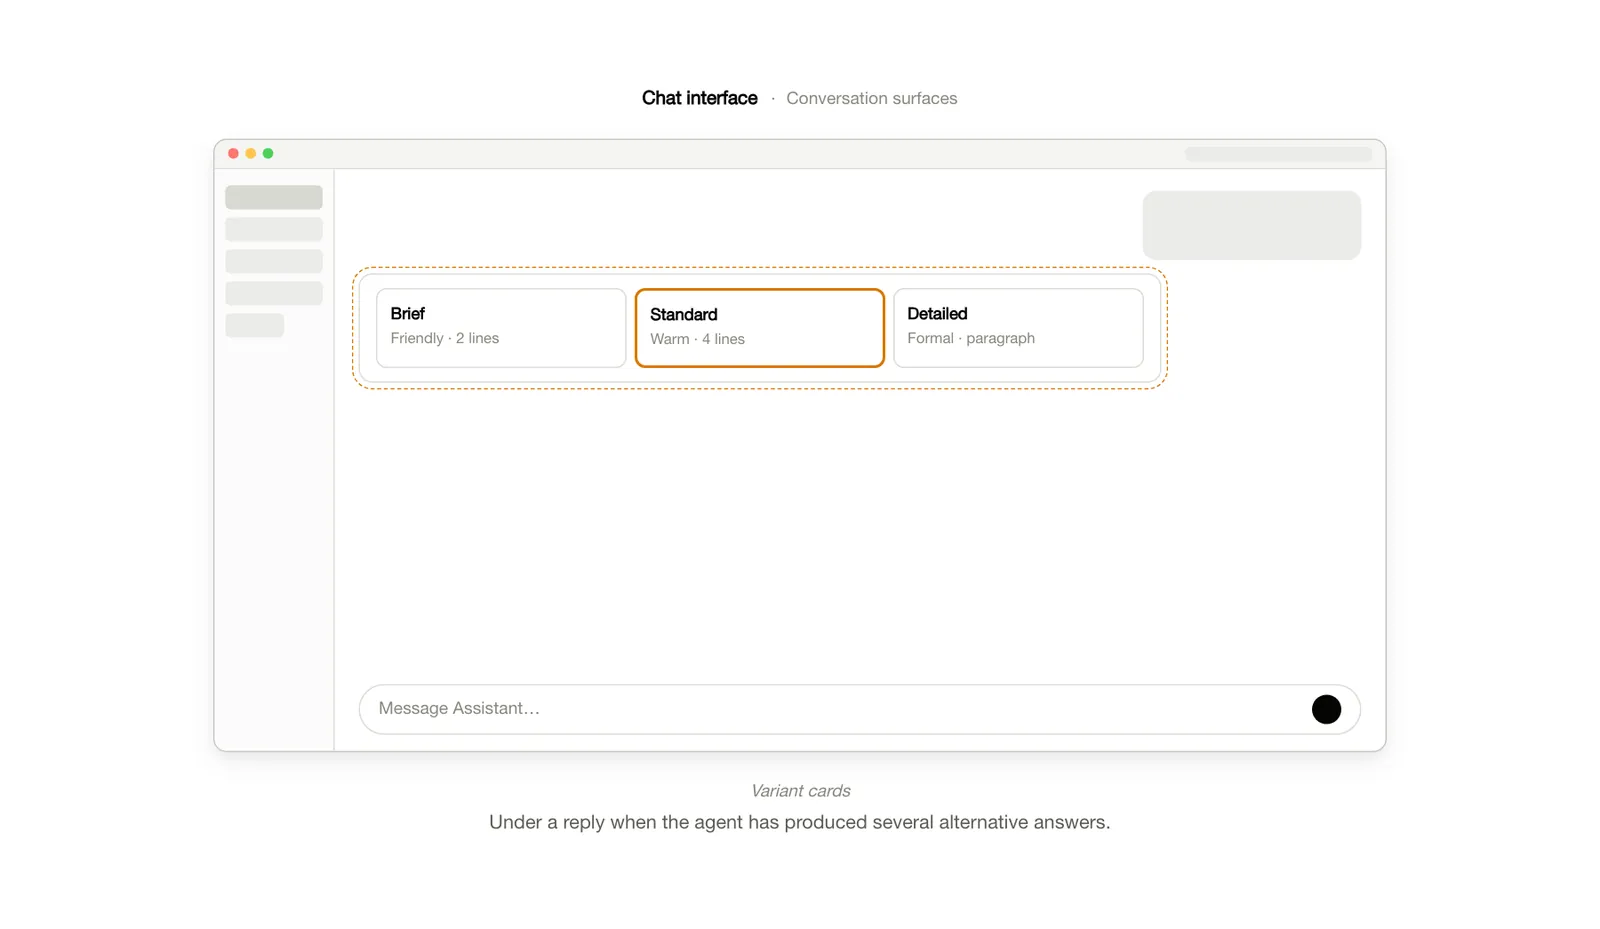 Chat interface · Conversation surfaces
Brief
Friendly · 2 lines
Standard
Warm · 4 lines
Detailed
Formal · paragraph
Message Assistant...
Variant cards
Under a reply when the agent has produced several alternative answers.